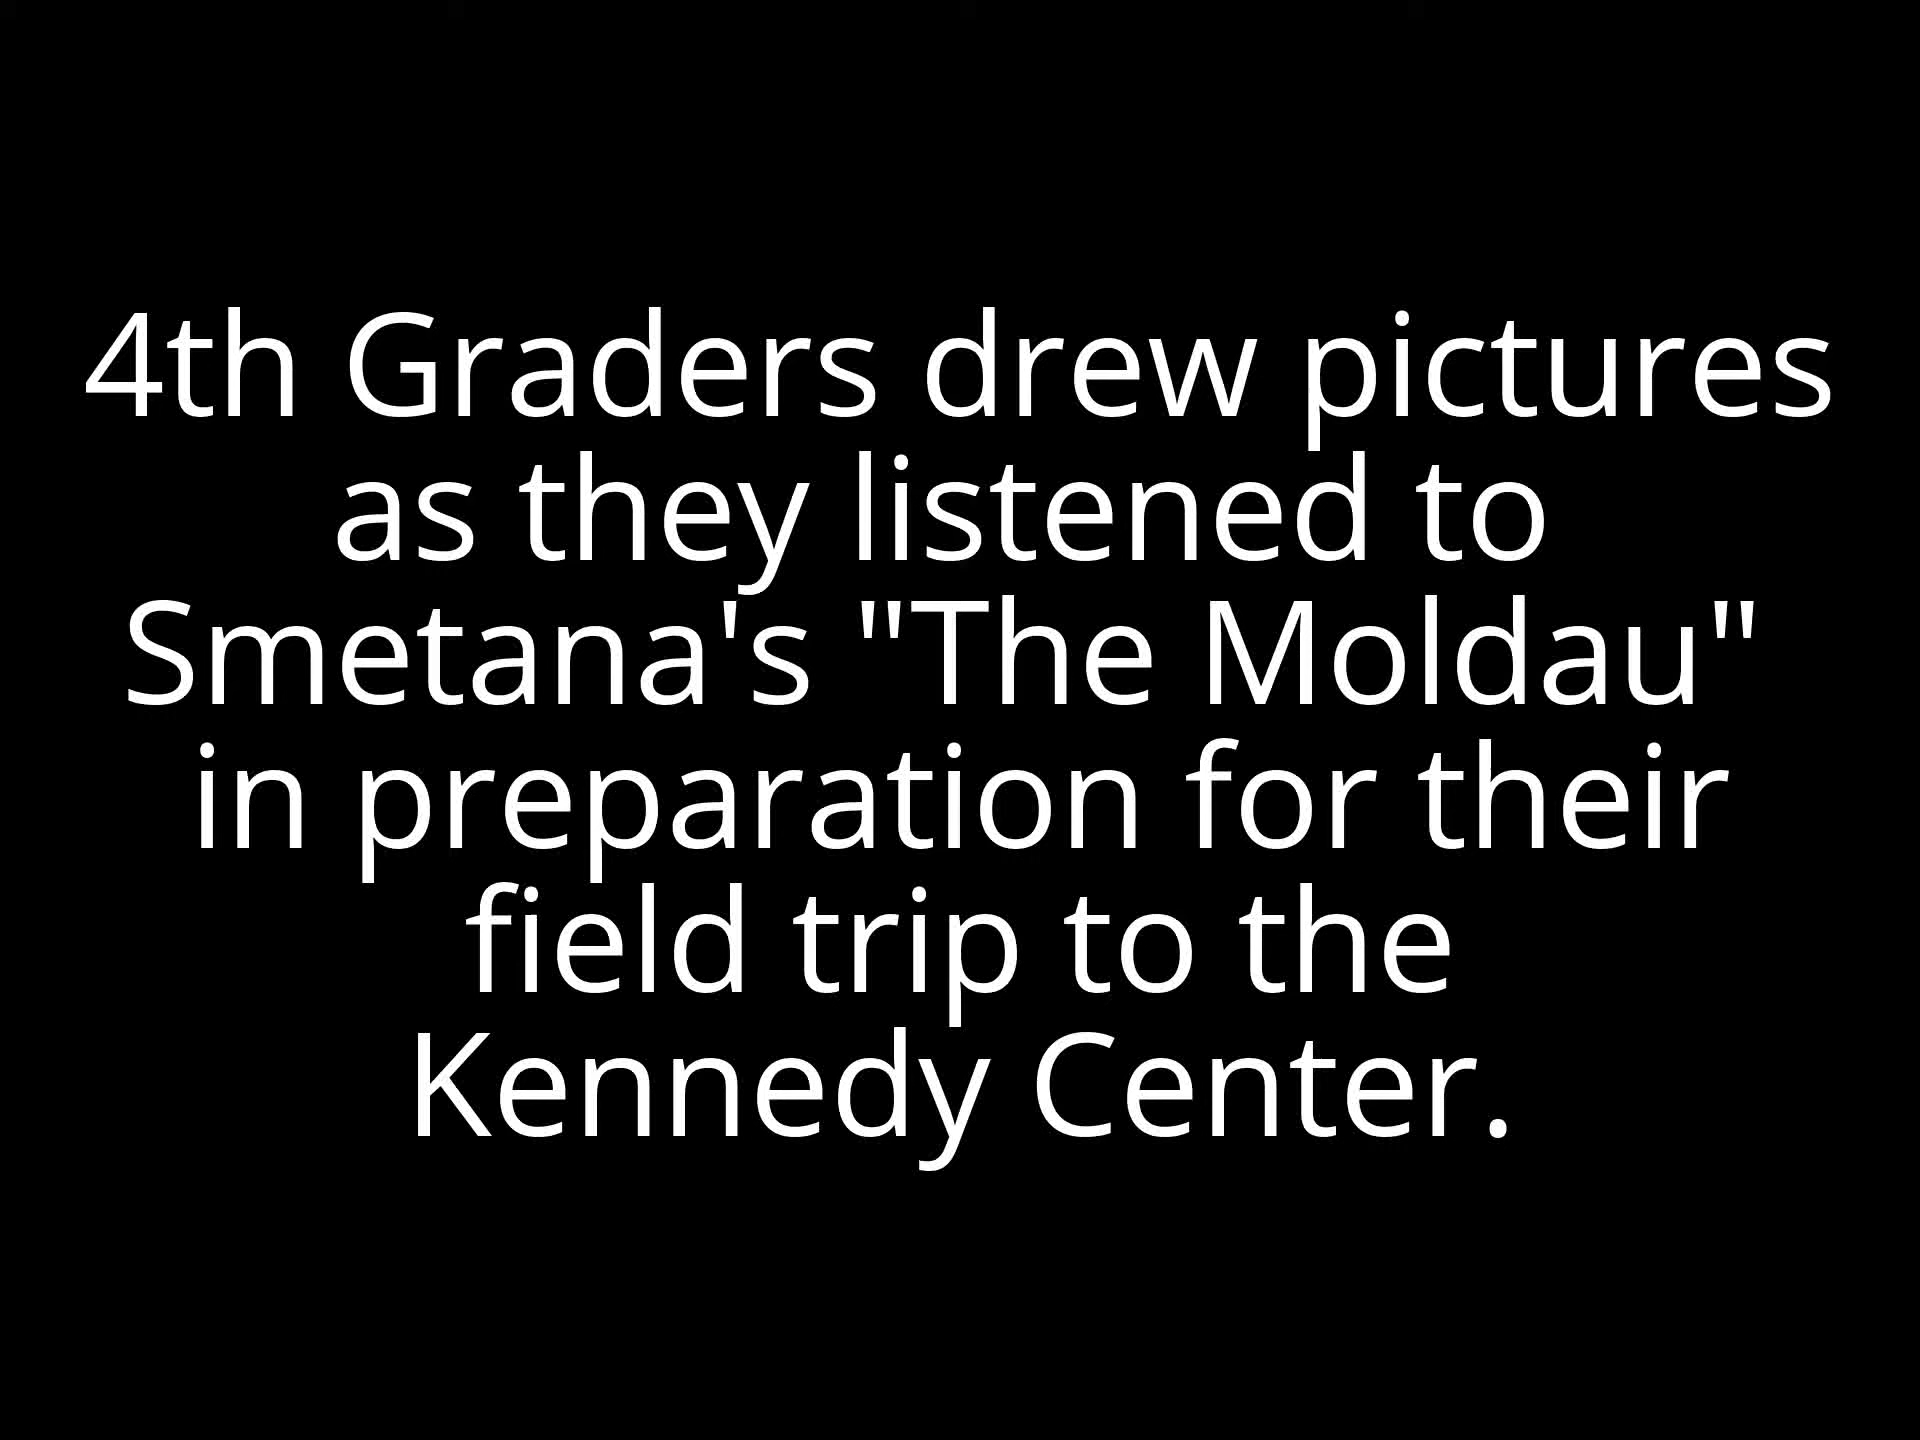 4th Graders drew pictures
as they listened to
Smetana's "The Moldau"
in preparation for their
field trip to the
Kennedy Center.